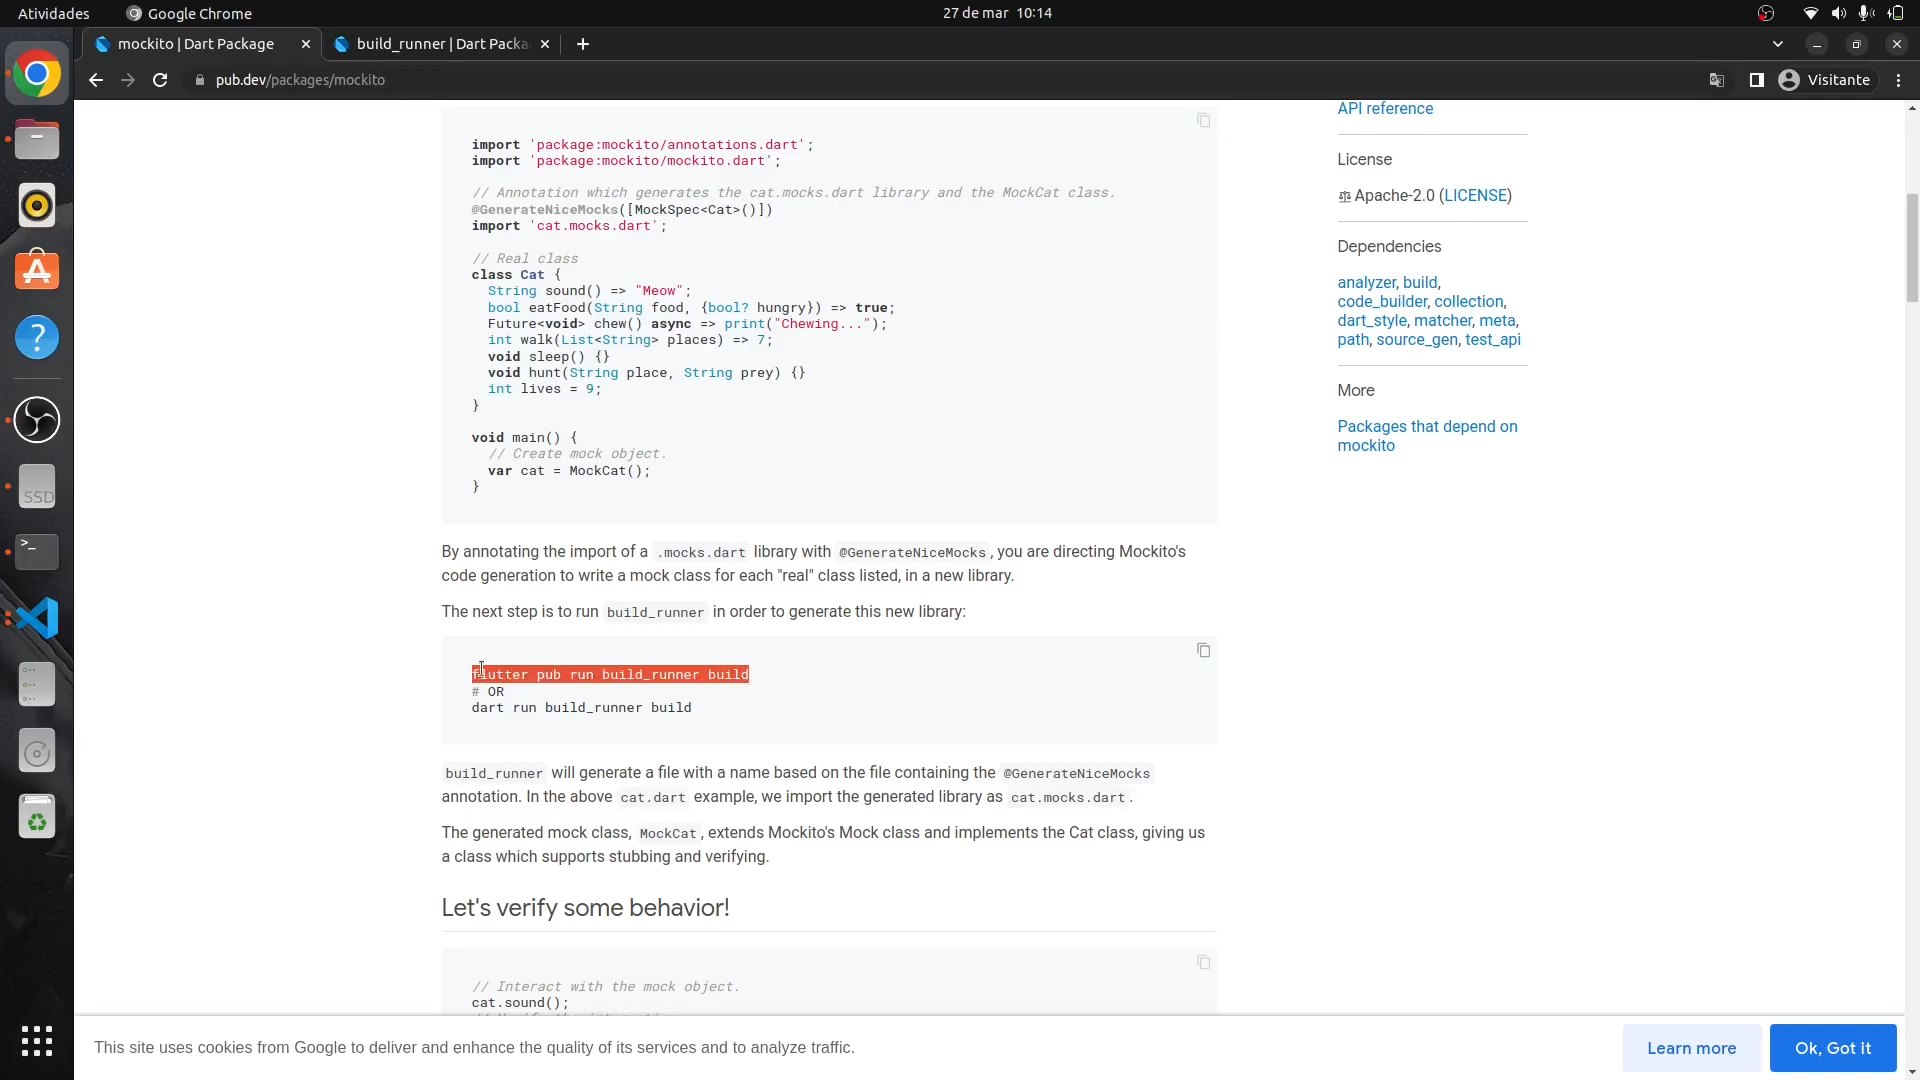 Atividades
Google Chrome
27 de mar 10:14
mockito | Dart Package
build_runner | Dart Packa
pub.dev/packages/mockito
Visitante
SSD
import 'package:mockito/annotations.dart';
import 'package:mockito/mockito.dart';
// Annotation which generates the cat.mocks.dart library and the MockCat class.
@GenerateNiceMocks([MockSpec<Cat>()])
import 'cat.mocks.dart';
// Real class
class Cat {
String sound() => "Meow";
bool eatFood(String food, {bool? hungry}) => true;
Future<void> chew() async => print("Chewing...");
int walk(List<String> places) => 7;
void sleep() {}
void hunt(String place, String prey) {}
int lives = 9;
}
void main() {
// Create mock object.
var cat = MockCat();
}
By annotating the import of a .mocks.dart library with @GenerateNiceMocks, you are directing Mockito's
code generation to write a mock class for each "real" class listed, in a new library.
The next step is to run build_runner in order to generate this new library:
flutter pub run build_runner build
# OR
dart run build_runner build
build_runner will generate a file with a name based on the file containing the @GenerateNiceMocks
annotation. In the above cat.dart example, we import the generated library as cat.mocks.dart.
The generated mock class, MockCat, extends Mockito's Mock class and implements the Cat class, giving us
a class which supports stubbing and verifying.
Let's verify some behavior!
// Interact with the mock object.
cat.sound();
API reference
License
Apache-2.0 (LICENSE)
Dependencies
analyzer, build,
code_builder, collection,
dart_style, matcher, meta,
path, source_gen, test_api
More
Packages that depend on
mockito
This site uses cookies from Google to deliver and enhance the quality of its services and to analyze traffic.
Learn more
Ok, Got it